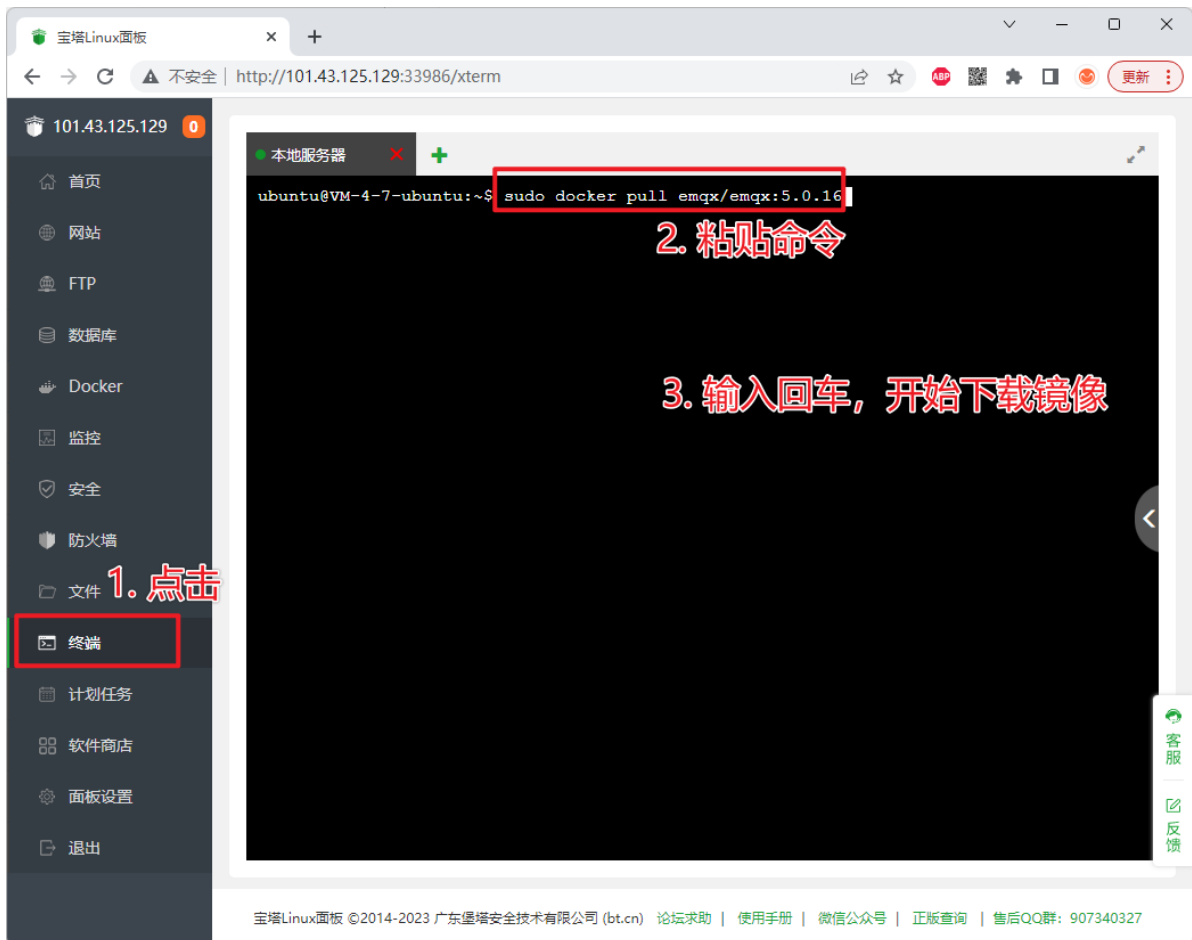 宝塔Linux面板
不安全 | http://101.43.125.129:33986/xterm
ABP
更新
101.43.125.129 0
首页
网站
FTP
数据库
Docker
监控
安全
防火墙
文件
终端
计划任务
软件商店
面板设置
退出
1. 点击
本地服务器
ubuntu@VM-4-7-ubuntu:~$ sudo docker pull emqx/emqx:5.0.16
2. 粘贴命令
3. 输入回车，开始下载镜像
客服
反馈
宝塔Linux面板 ©2014-2023 广东堡塔安全技术有限公司 (bt.cn) 论坛求助 | 使用手册 | 微信公众号 | 正版查询 | 售后QQ群：907340327